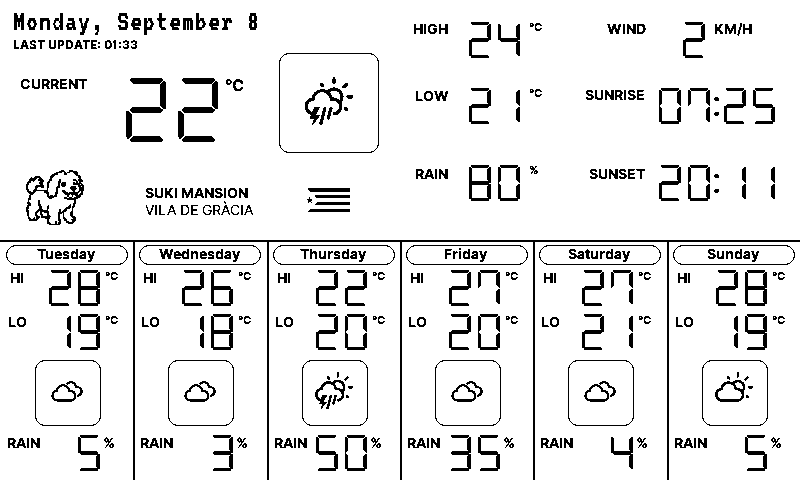 Monday, September 8
LAST UPDATE: 01:33
CURRENT 22 °C
SUKI MANSION
VILA DE GRÀCIA
HIGH 24 °C
LOW 21 °C
RAIN 80 %
WIND 2 KM/H
SUNRISE 07:25
SUNSET 20:11
Tuesday
HI 28 °C
LO 19 °C
RAIN 5 %
Wednesday
HI 26 °C
LO 18 °C
RAIN 3 %
Thursday
HI 22 °C
LO 20 °C
RAIN 50 %
Friday
HI 27 °C
LO 20 °C
RAIN 35 %
Saturday
HI 27 °C
LO 21 °C
RAIN 4 %
Sunday
HI 28 °C
LO 19 °C
RAIN 5 %